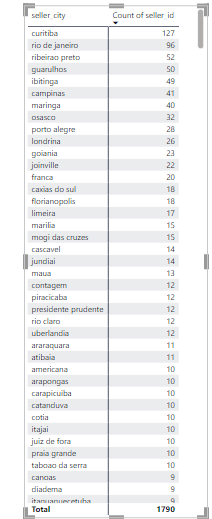 seller_city Count of seller_id
curitiba 127
rio de janeiro 96
ribeirao preto 52
guarulhos 50
ibitinga 49
campinas 41
maringa 40
osasco 32
porto alegre 28
londrina 26
goiania 23
joinville 22
franca 20
caxias do sul 18
florianopolis 18
limeira 17
marilia 15
mogi das cruzes 15
cascavel 14
jundiai 14
maua 13
contagem 12
piracicaba 12
presidente prudente 12
rio claro 12
uberlandia 12
araraquara 11
atibaia 11
americana 10
arapongas 10
carapicuiba 10
catanduva 10
cotia 10
itajai 10
juiz de fora 10
praia grande 10
taboao da serra 10
canoas 9
diadema 9
itaquaquecetuba 9
Total 1790